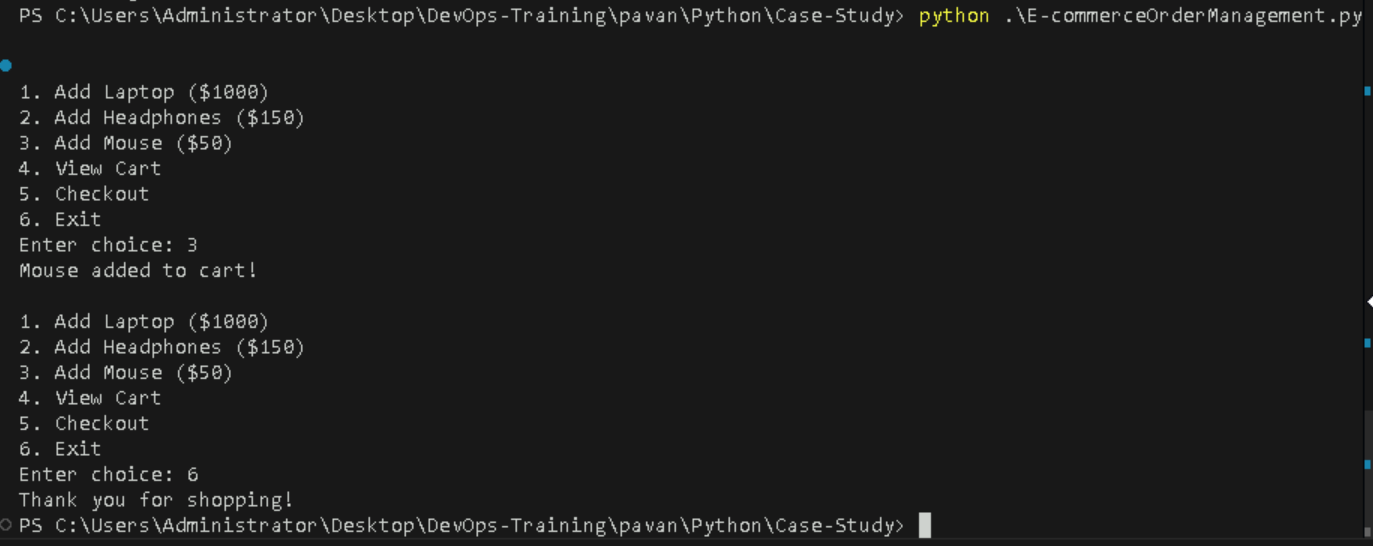 PS C:\Users\Administrator\Desktop\DevOps-Training\pavan\Python\Case-Study> python .\E-commerceOrderManagement.py
1. Add Laptop ($1000)
2. Add Headphones ($150)
3. Add Mouse ($50)
4. View Cart
5. Checkout
6. Exit
Enter choice: 3
Mouse added to cart!
1. Add Laptop ($1000)
2. Add Headphones ($150)
3. Add Mouse ($50)
4. View Cart
5. Checkout
6. Exit
Enter choice: 6
Thank you for shopping!
PS C:\Users\Administrator\Desktop\DevOps-Training\pavan\Python\Case-Study>